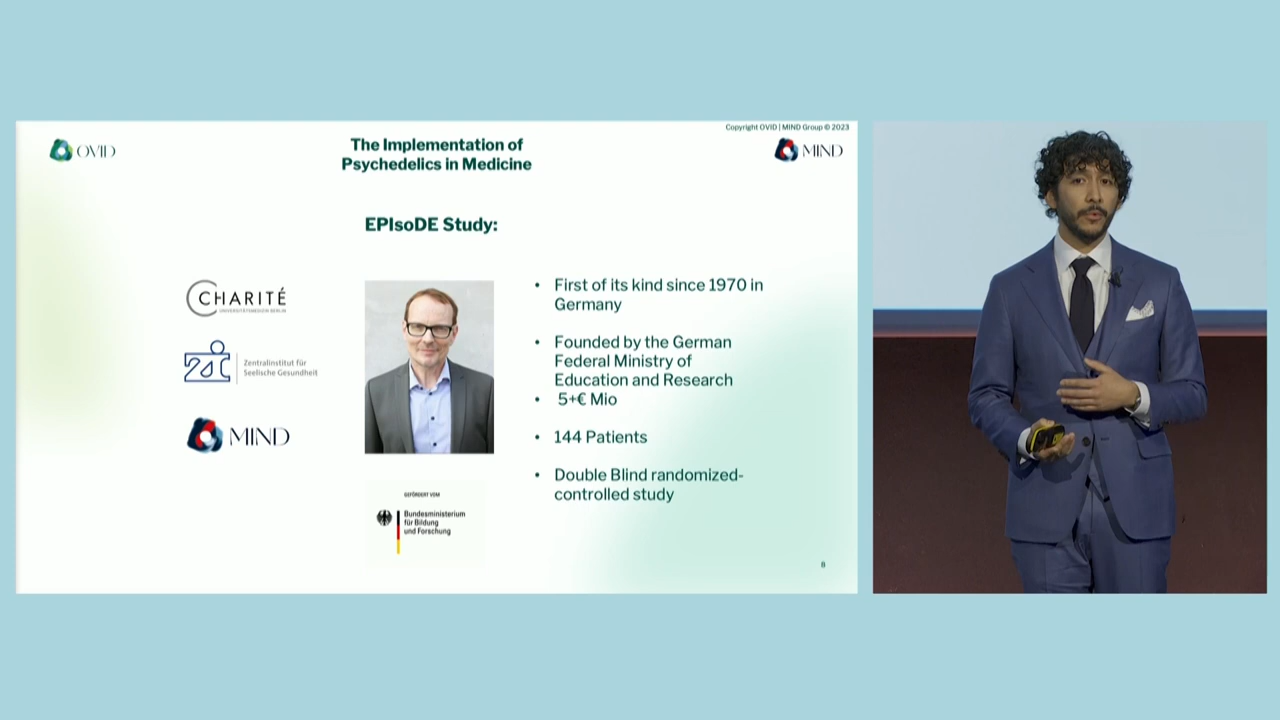 Copyright OVID | MIND Group © 2023
OVID
The Implementation of
Psychedelics in Medicine
MIND
EPIsoDE Study:
CHARITÉ
UNIVERSITÄTSMEDIZIN BERLIN
Zentralinstitut für
Seelische Gesundheit
MIND
GEFÖRDERT VOM
Bundesministerium
für Bildung
und Forschung
• First of its kind since 1970 in
Germany
• Founded by the German
Federal Ministry of
Education and Research
• 5+€ Mio
• 144 Patients
• Double Blind randomized-
controlled study
8